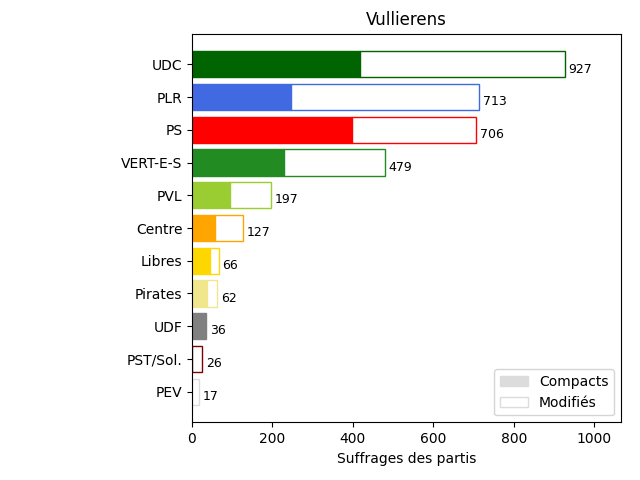 Vullierens
UDC 927
PLR 713
PS 706
VERT-E-S 479
PVL 197
Centre 127
Libres 66
Pirates 62
UDF 36
PST/Sol. 26
PEV 17
Compacts
Modifiés
0 200 400 600 800 1000
Suffrages des partis